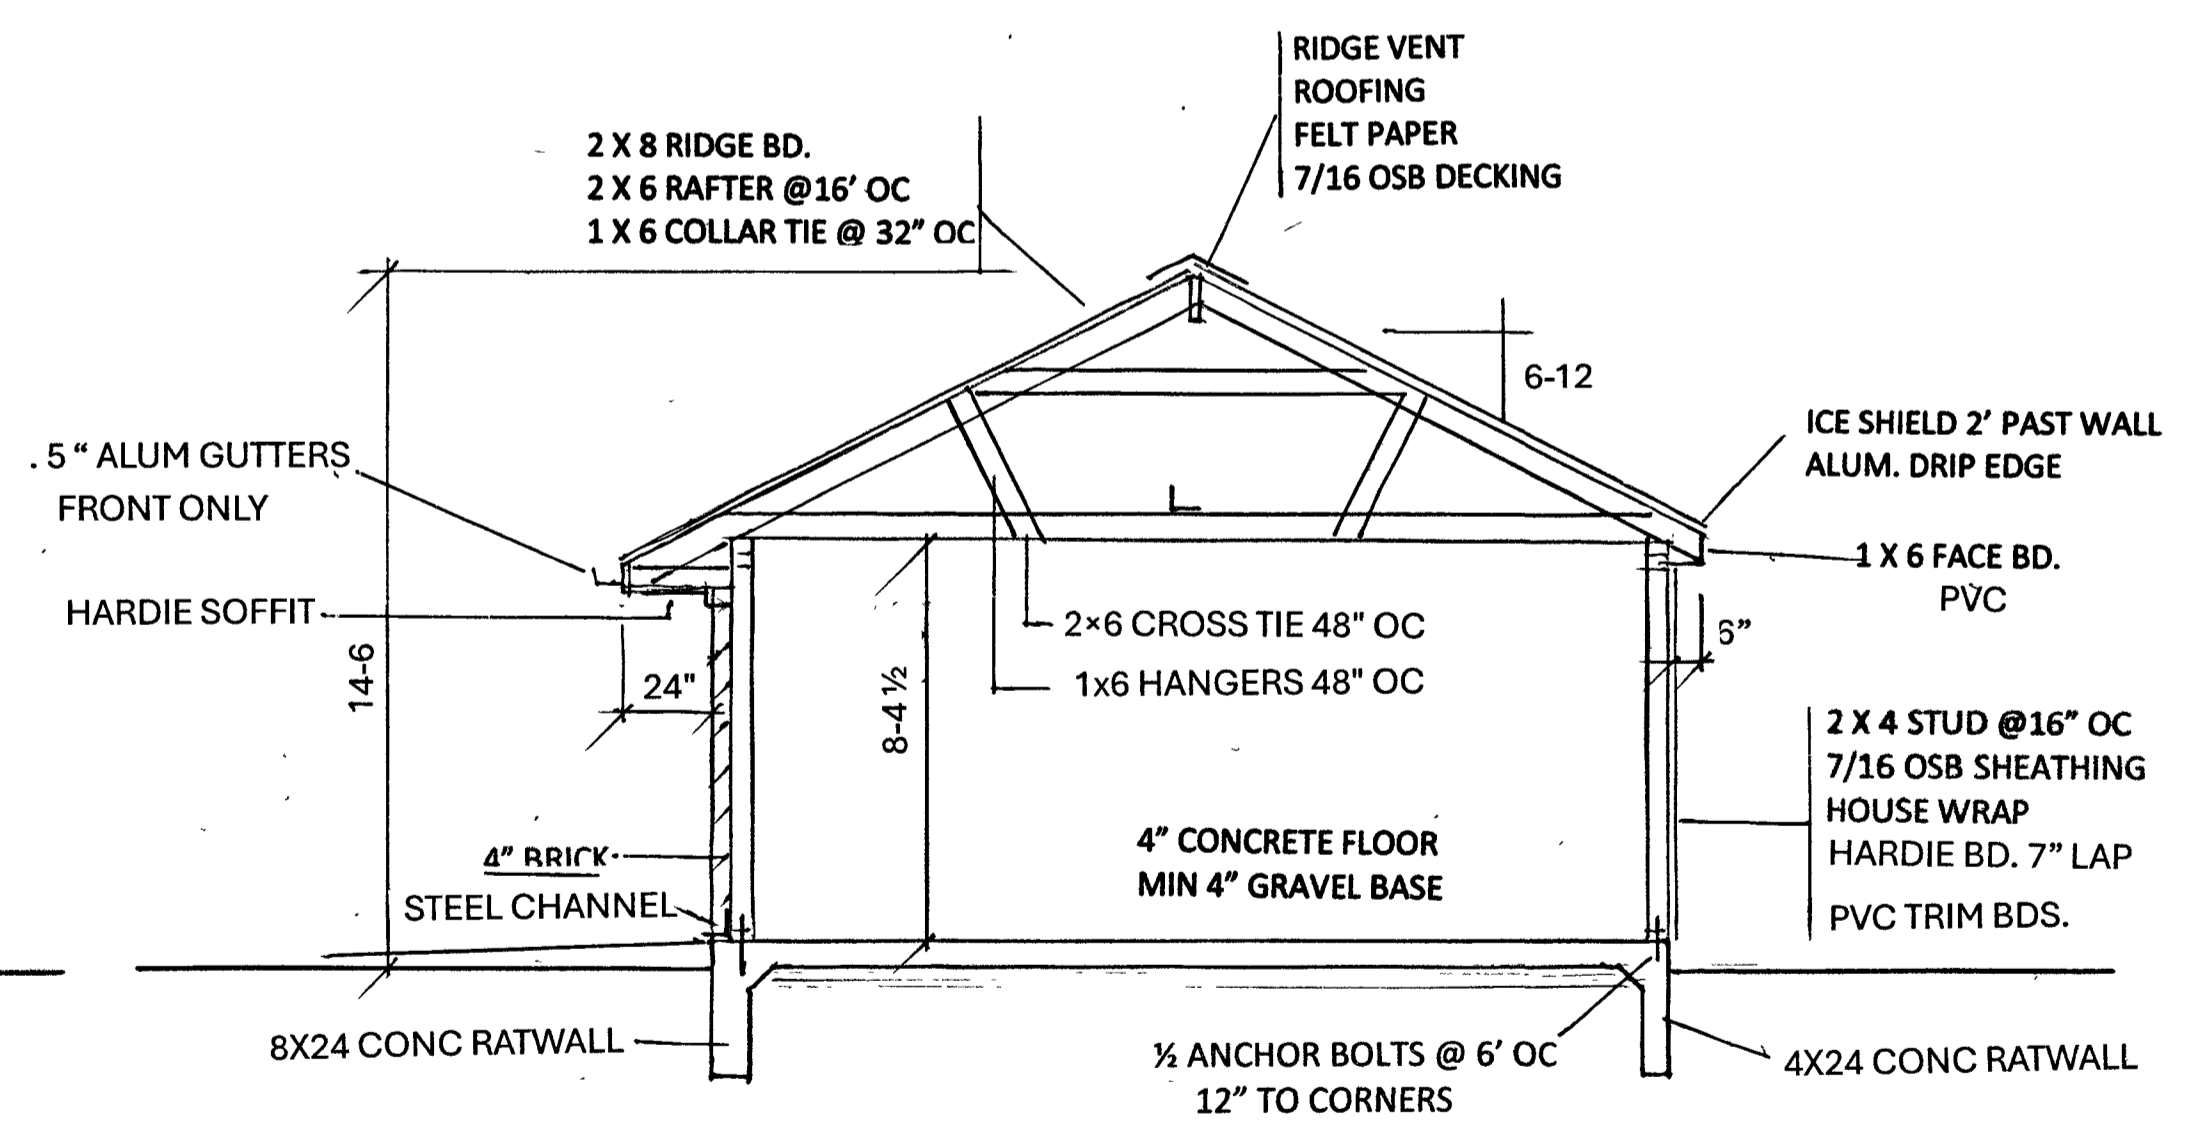 RIDGE VENT
ROOFING
FELT PAPER
7/16 OSB DECKING
2 X 8 RIDGE BD.
2 X 6 RAFTER @16’ OC
1 X 6 COLLAR TIE @ 32” OC
6-12
ICE SHIELD 2’ PAST WALL
ALUM. DRIP EDGE
. 5 “ ALUM GUTTERS
FRONT ONLY
1 X 6 FACE BD.
PVC
HARDIE SOFFIT
2×6 CROSS TIE 48" OC
1x6 HANGERS 48" OC
6”
14-6
24"
8-4 ½
2 X 4 STUD @16” OC
7/16 OSB SHEATHING
HOUSE WRAP
HARDIE BD. 7” LAP
PVC TRIM BDS.
4” CONCRETE FLOOR
MIN 4” GRAVEL BASE
4” BRICK
STEEL CHANNEL
8X24 CONC RATWALL
½ ANCHOR BOLTS @ 6’ OC
12” TO CORNERS
4X24 CONC RATWALL